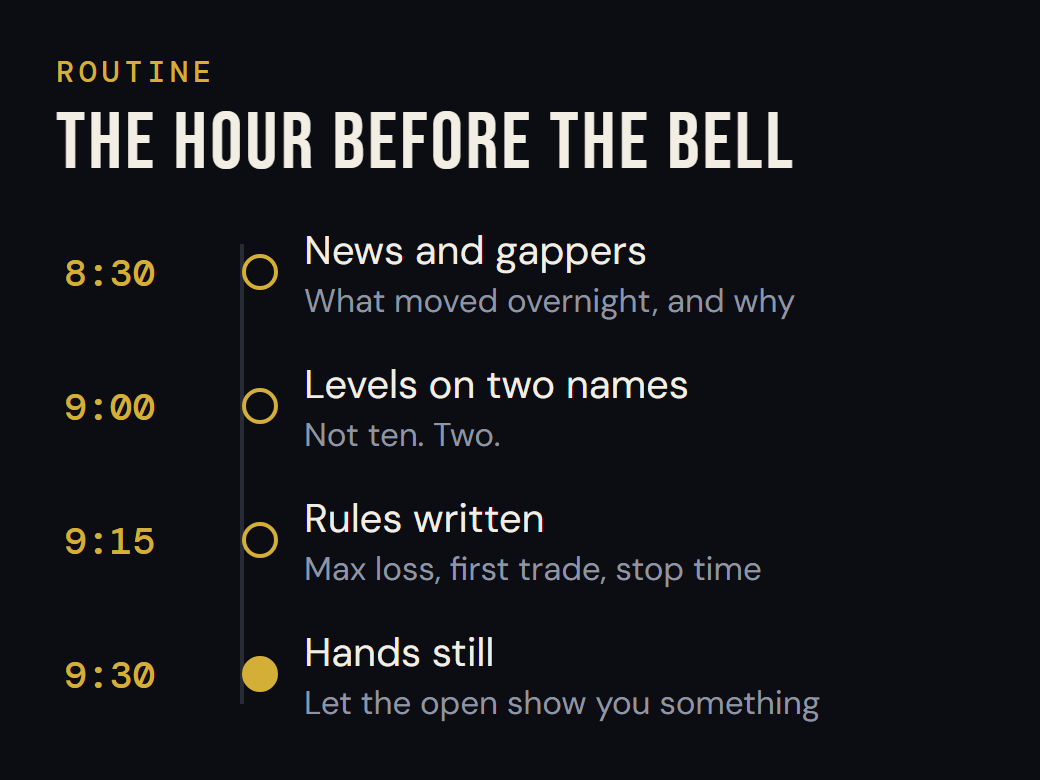 ROUTINE
THE HOUR BEFORE THE BELL
8:30
News and gappers
What moved overnight, and why
9:00
Levels on two names
Not ten. Two.
9:15
Rules written
Max loss, first trade, stop time
9:30
Hands still
Let the open show you something